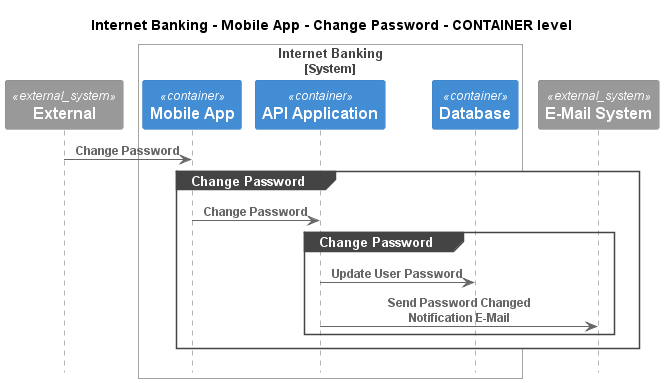 Internet Banking - Mobile App - Change Password - CONTAINER level
Internet Banking
[System]
«external_system»
External
«container»
Mobile App
«container»
API Application
«container»
Database
«external_system»
E-Mail System
Change Password
Change Password
Change Password
Change Password
Update User Password
Send Password Changed
Notification E-Mail